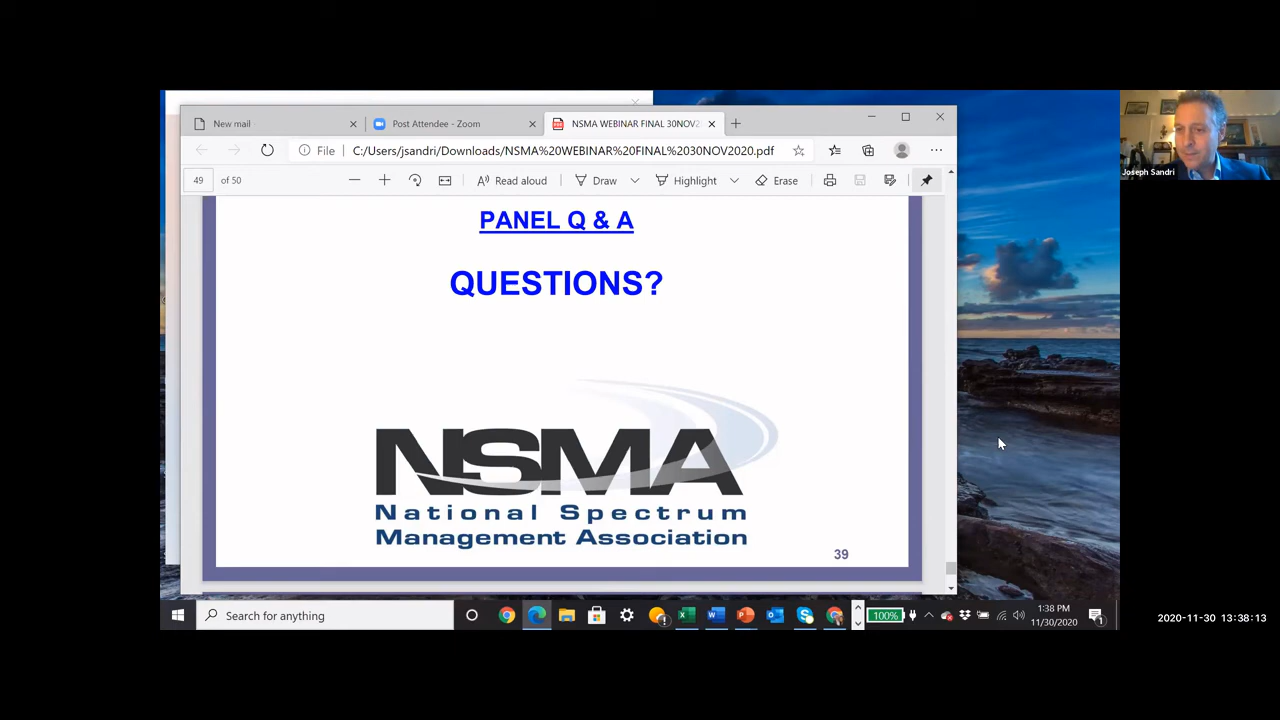 New mail
Post Attendee - Zoom
NSMA WEBINAR FINAL 30NOV2
File
C:/Users/jsandri/Downloads/NSMA%20WEBINAR%20FINAL%2030NOV2020.pdf
49 of 50
Read aloud
Draw
Highlight
Erase
Joseph Sandri
PANEL Q & A
QUESTIONS?
NSMA
National Spectrum
Management Association
39
Search for anything
100%
1:38 PM
11/30/2020
1
2020-11-30 13:38:13